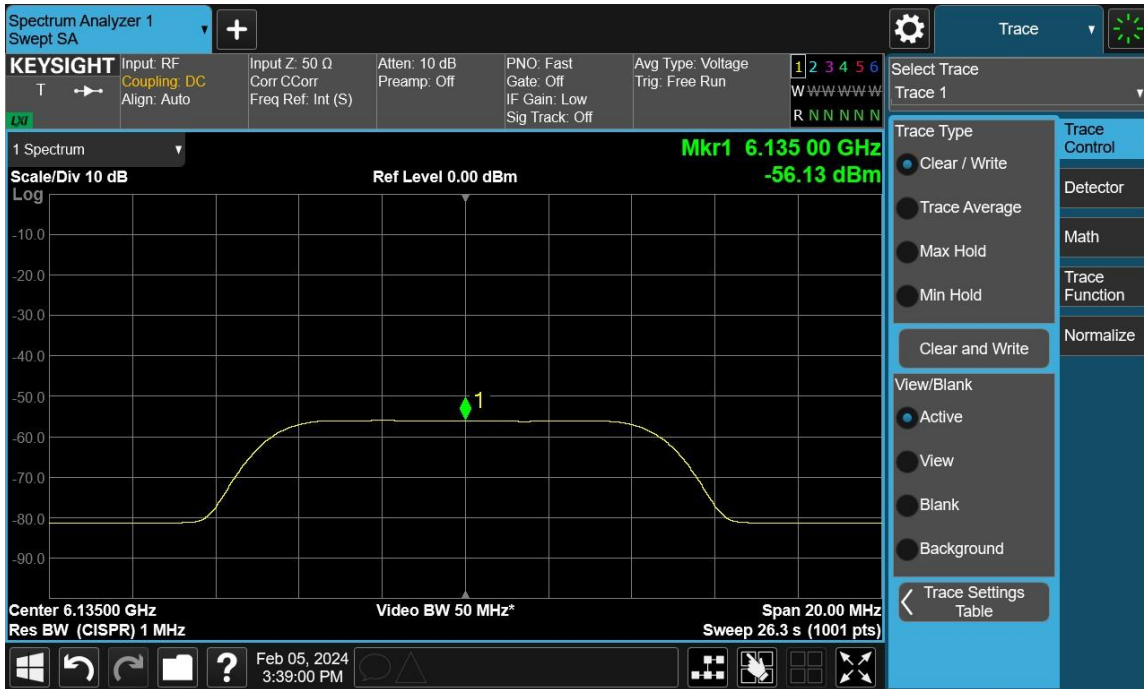 Spectrum Analyzer 1
Swept SA
Trace
KEYSIGHT
T
LXI
Input: RF
Coupling: DC
Align: Auto
Input Z: 50 Ω
Corr CCorr
Freq Ref: Int (S)
Atten: 10 dB
Preamp: Off
PNO: Fast
Gate: Off
IF Gain: Low
Sig Track: Off
Avg Type: Voltage
Trig: Free Run
1 2 3 4 5 6
W W W W W W
R N N N N N
Select Trace
Trace 1
1 Spectrum
Mkr1 6.135 00 GHz
-56.13 dBm
Scale/Div 10 dB
Ref Level 0.00 dBm
Log
-10.0
-20.0
-30.0
-40.0
-50.0
-60.0
-70.0
-80.0
-90.0
1
Center 6.13500 GHz
Video BW 50 MHz*
Span 20.00 MHz
Res BW (CISPR) 1 MHz
Sweep 26.3 s (1001 pts)
Trace Type
Clear / Write
Trace Average
Max Hold
Min Hold
Clear and Write
View/Blank
Active
View
Blank
Background
Trace Settings
Table
Trace
Control
Detector
Math
Trace
Function
Normalize
?
Feb 05, 2024
3:39:00 PM